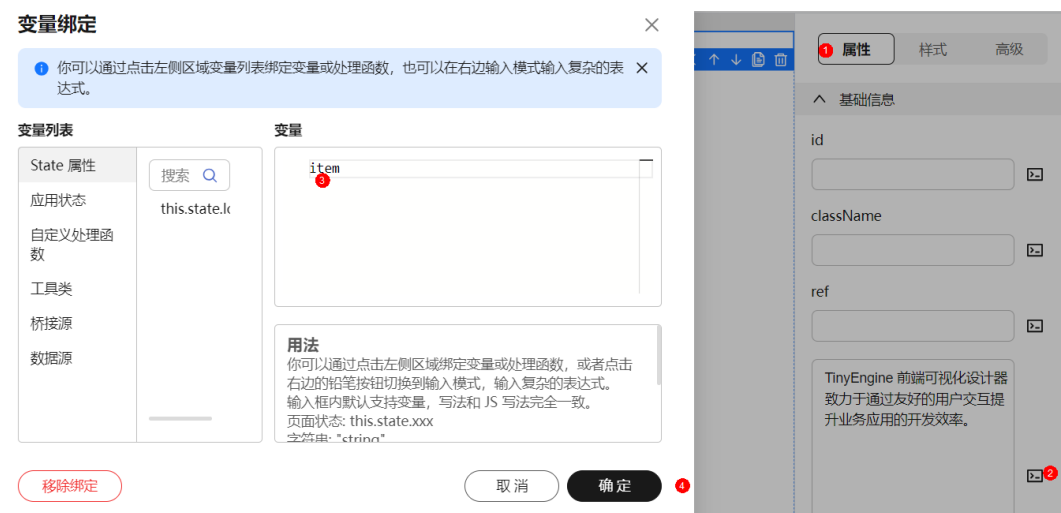 变量绑定
你可以通过点击左侧区域变量列表绑定变量或处理函数，也可以在右边输入模式输入复杂的表
达式。
变量列表
State 属性
应用状态
自定义处理函
数
工具类
桥接源
数据源
搜索
this.state.lc
变量
item
3
用法
你可以通过点击左侧区域绑定变量或处理函数，或者点击
右边的铅笔按钮切换到输入模式，输入复杂的表达式。
输入框内默认支持变量，写法和 JS 写法完全一致。
页面状态: this.state.xxx
字符串: "string"
移除绑定
取消
确定
4
1
属性
样式
高级
基础信息
id
className
ref
TinyEngine 前端可视化设计器
致力于通过友好的用户交互提
升业务应用的开发效率。
2